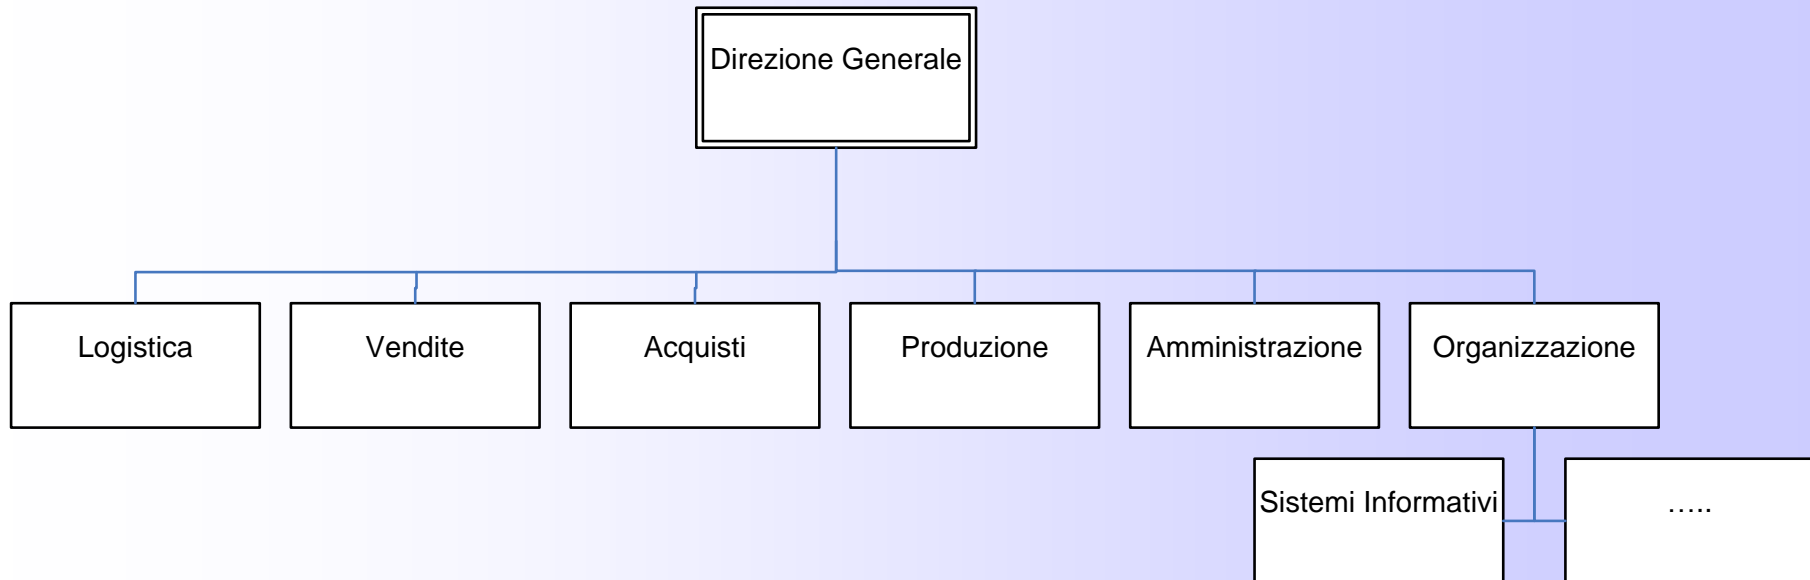 Direzione Generale
Logistica
Vendite
Acquisti
Produzione
Amministrazione
Organizzazione
Sistemi Informativi
…..